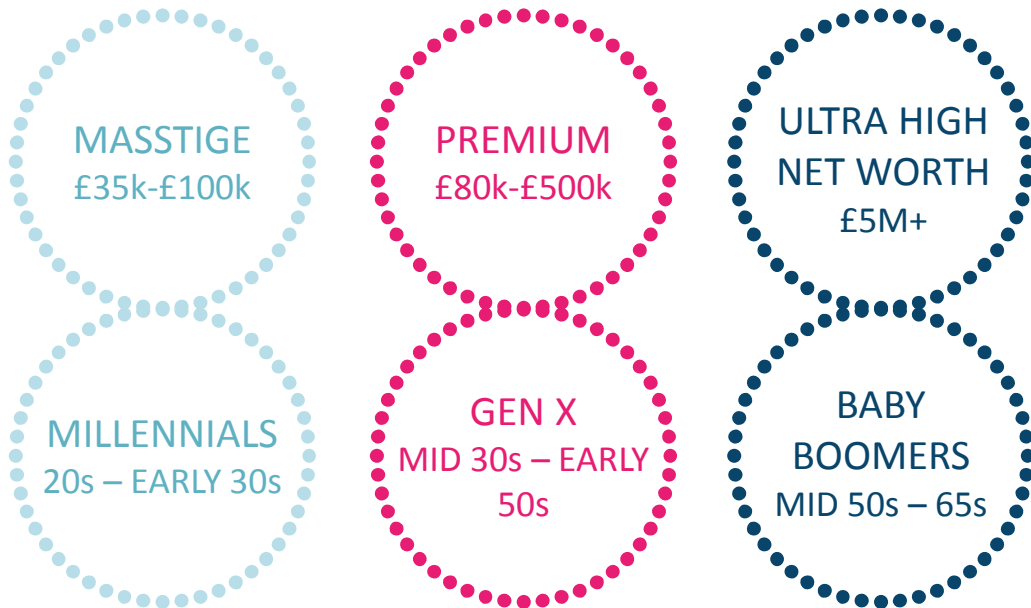 MASSTIGE
£35k-£100k
PREMIUM
£80k-£500k
ULTRA HIGH
NET WORTH
£5M+
MILLENNIALS
20s – EARLY 30s
GEN X
MID 30s – EARLY
50s
BABY
BOOMERS
MID 50s – 65s